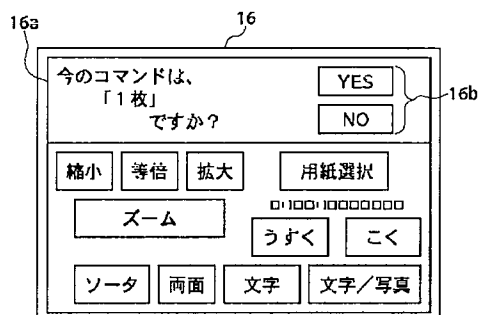 16a
16
今のコマンドは、
「1枚」
ですか?
YES
NO
16b
縮小 等倍 拡大 用紙選択
ズーム
うすく こく
ソータ 両面 文字 文字/写真